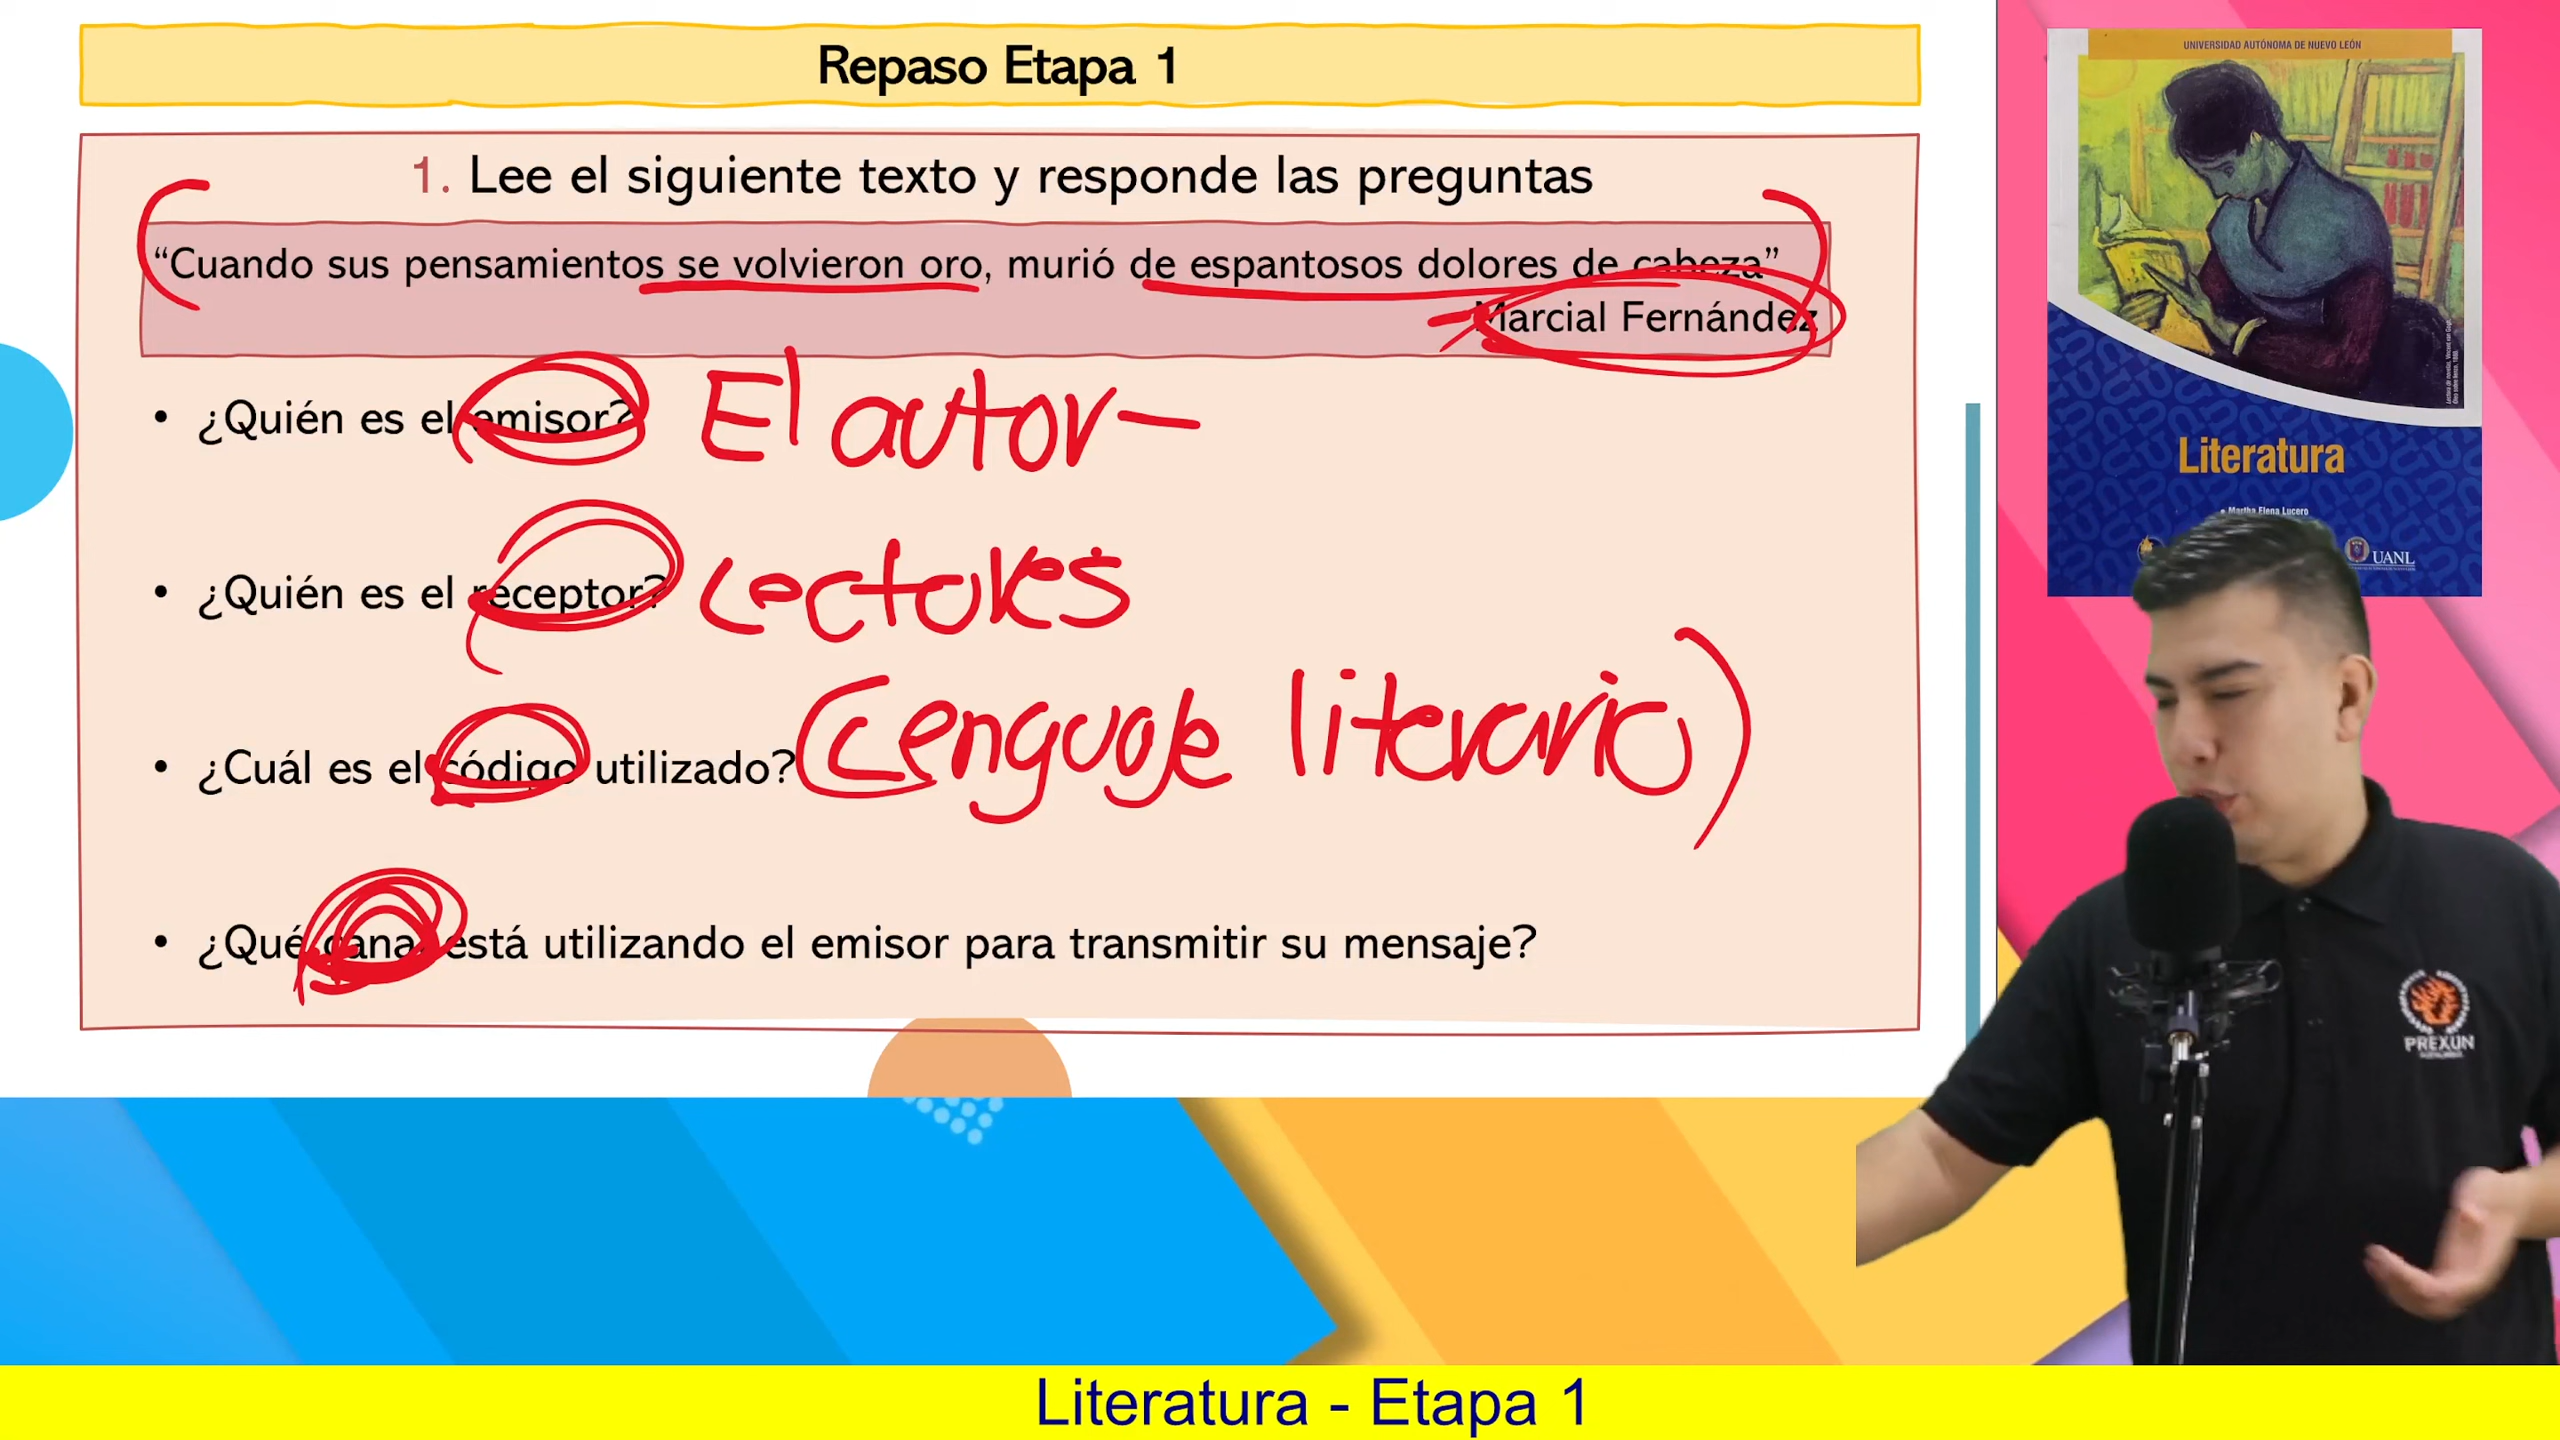 Repaso Etapa 1
UNIVERSIDAD AUTÓNOMA DE NUEVO LEÓN
1. Lee el siguiente texto y responde las preguntas
“Cuando sus pensamientos se volvieron oro, murió de espantosos dolores de cabeza”
-Marcial Fernández
¿Quién es el emisor? El autor-
¿Quién es el receptor? Lectores
¿Cuál es el código utilizado? (Lenguaje literario)
¿Qué canal está utilizando el emisor para transmitir su mensaje?
Literatura
• Martha Elena Lucero
UANL
PREXUN
Literatura - Etapa 1